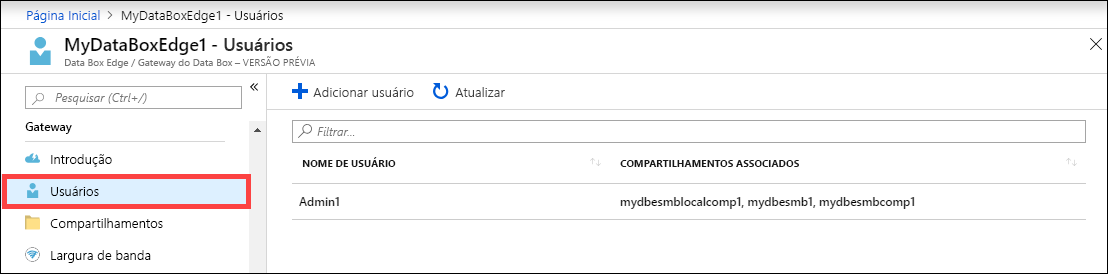 Página Inicial > MyDataBoxEdge1 - Usuários
MyDataBoxEdge1 - Usuários
Data Box Edge / Gateway do Data Box – VERSÃO PRÉVIA
Pesquisar (Ctrl+/)
Gateway
Introdução
Usuários
Compartilhamentos
Largura de banda
Adicionar usuário Atualizar
Filtrar...
NOME DE USUÁRIO COMPARTILHAMENTOS ASSOCIADOS
Admin1 mydbesmblocalcomp1, mydbesmb1, mydbesmbcomp1